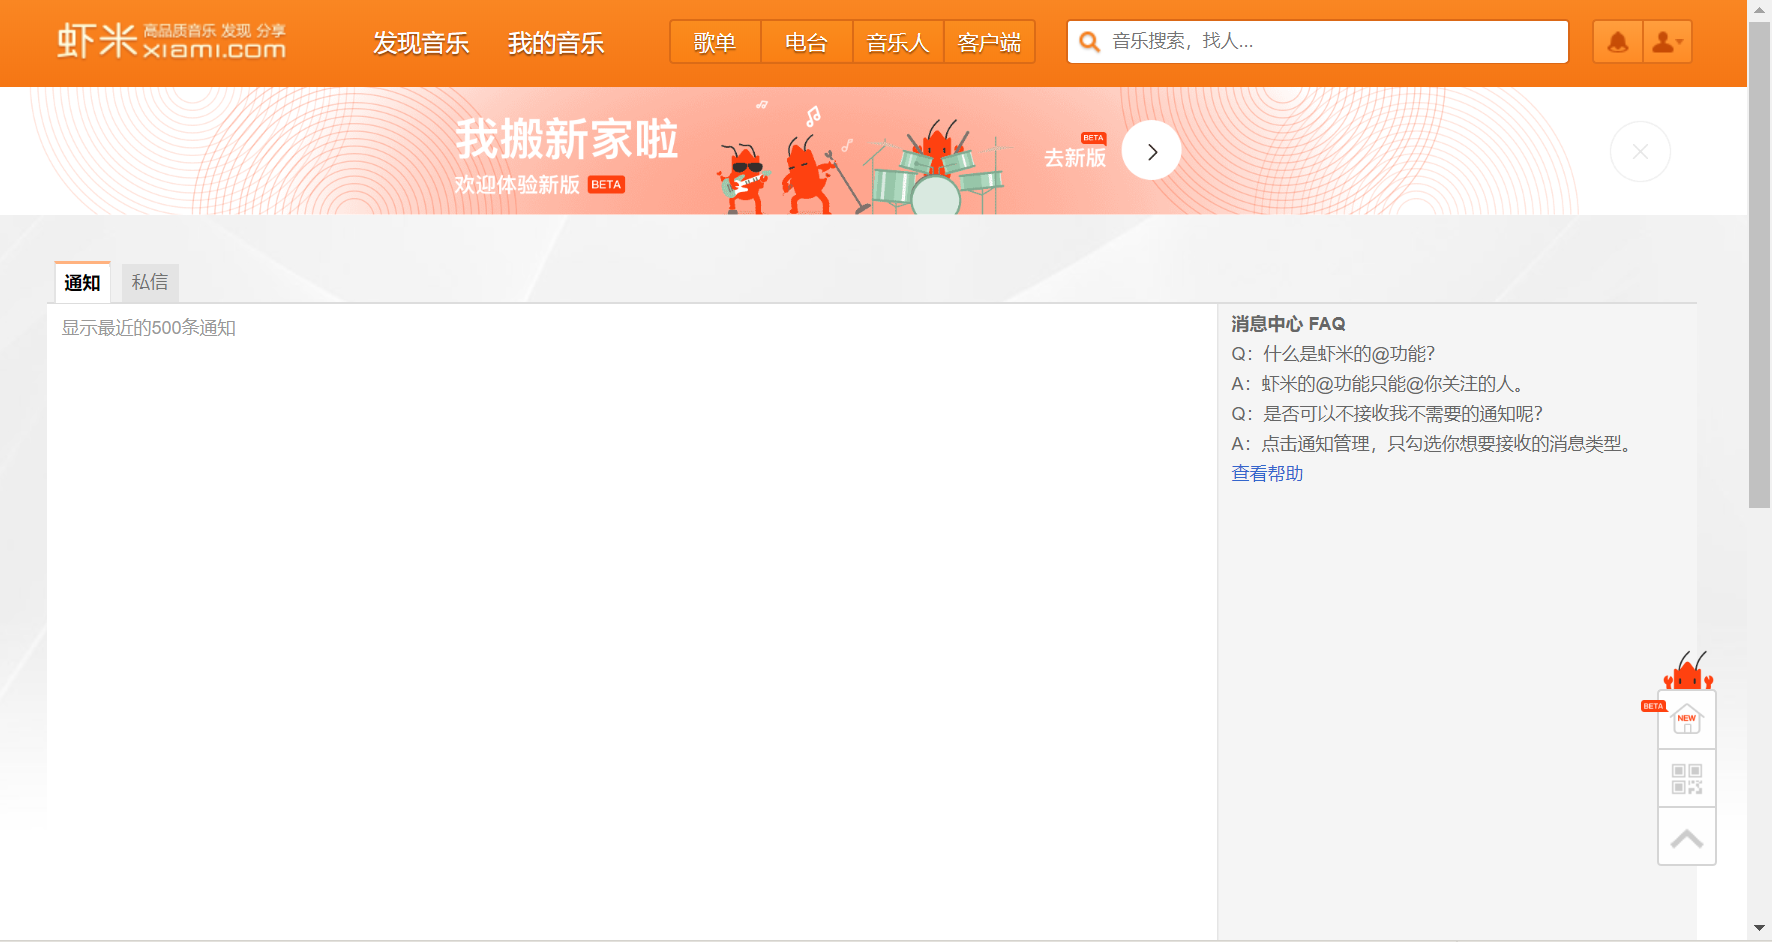 虾米 高品质音乐 发现 分享
xiami.com
发现音乐 我的音乐 歌单 电台 音乐人 客户端 音乐搜索，找人...
我搬新家啦
欢迎体验新版 BETA
BETA
去新版
通知 私信
显示最近的500条通知
消息中心 FAQ
Q：什么是虾米的@功能？
A：虾米的@功能只能@你关注的人。
Q：是否可以不接收我不需要的通知呢？
A：点击通知管理，只勾选你想要接收的消息类型。
查看帮助
BETA
NEW